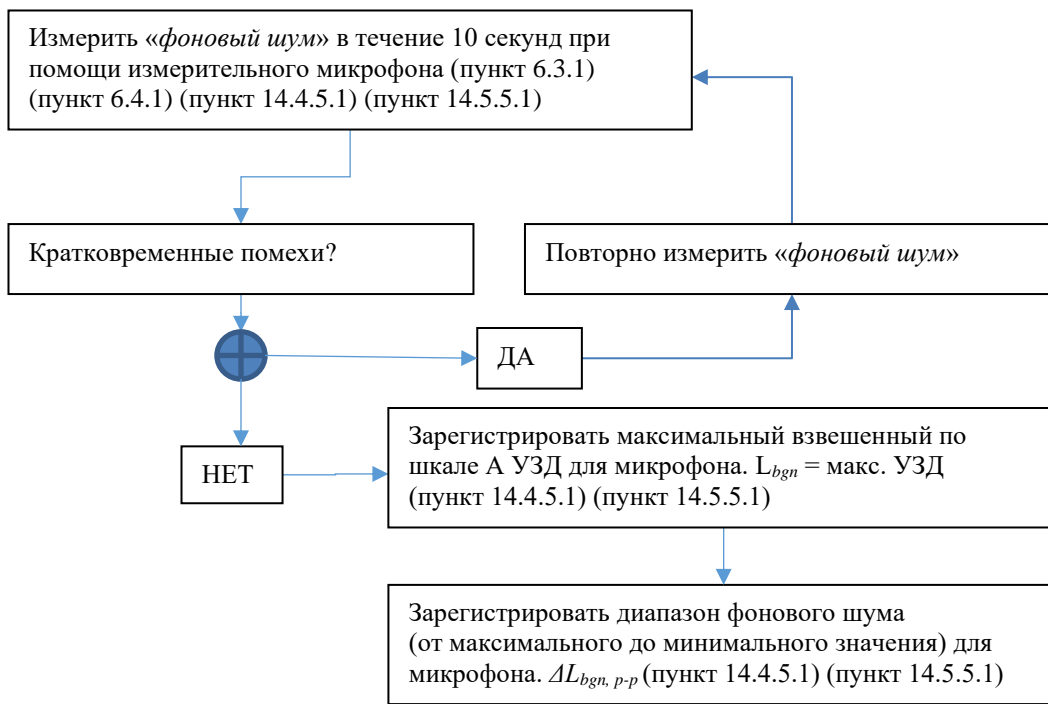 Измерить «фоновый шум» в течение 10 секунд при
помощи измерительного микрофона (пункт 6.3.1)
(пункт 6.4.1) (пункт 14.4.5.1) (пункт 14.5.5.1)
Кратковременные помехи?
Повторно измерить «фоновый шум»
ДА
НЕТ
Зарегистрировать максимальный взвешенный по
шкале А УЗД для микрофона. Lbgn = макс. УЗД
(пункт 14.4.5.1) (пункт 14.5.5.1)
Зарегистрировать диапазон фонового шума
(от максимального до минимального значения) для
микрофона. ΔLbgn, p-p (пункт 14.4.5.1) (пункт 14.5.5.1)